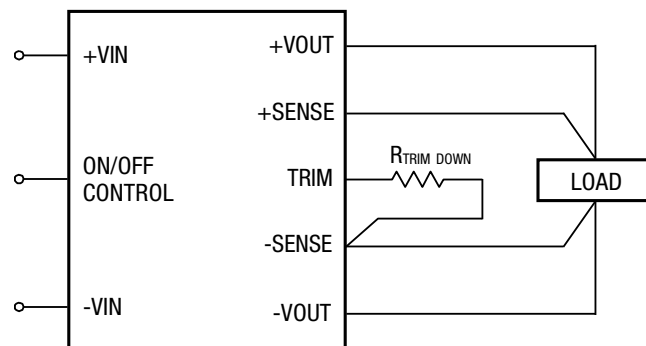 +VIN
ON/OFF
CONTROL
-VIN
+VOUT
+SENSE
TRIM
-SENSE
-VOUT
RTRIM DOWN
LOAD